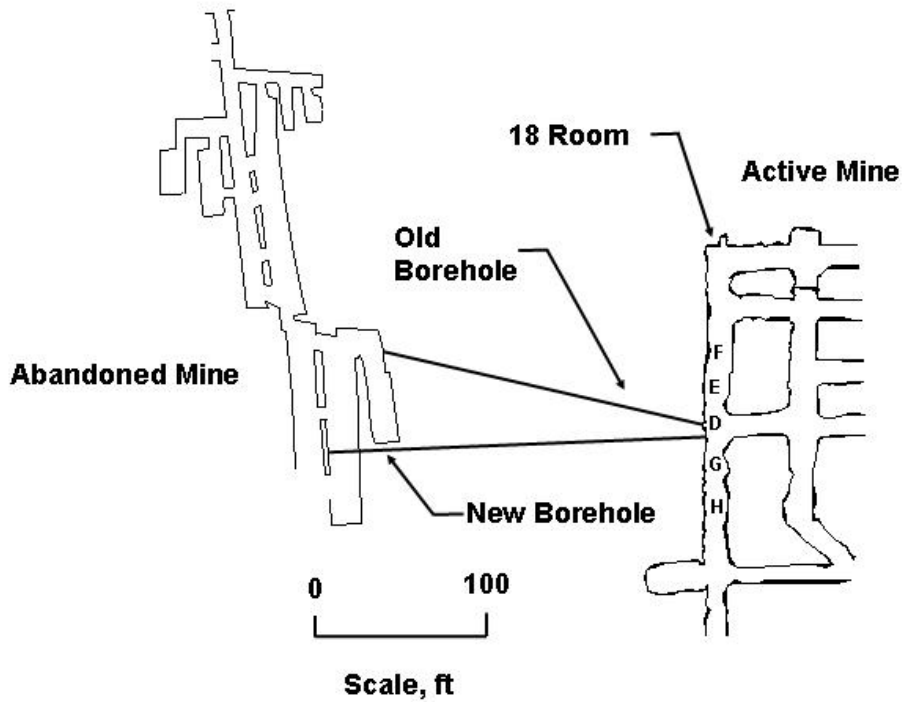 18 Room
Active Mine
Old
Borehole
Abandoned Mine
F
E
D
G
H
New Borehole
0
100
Scale, ft